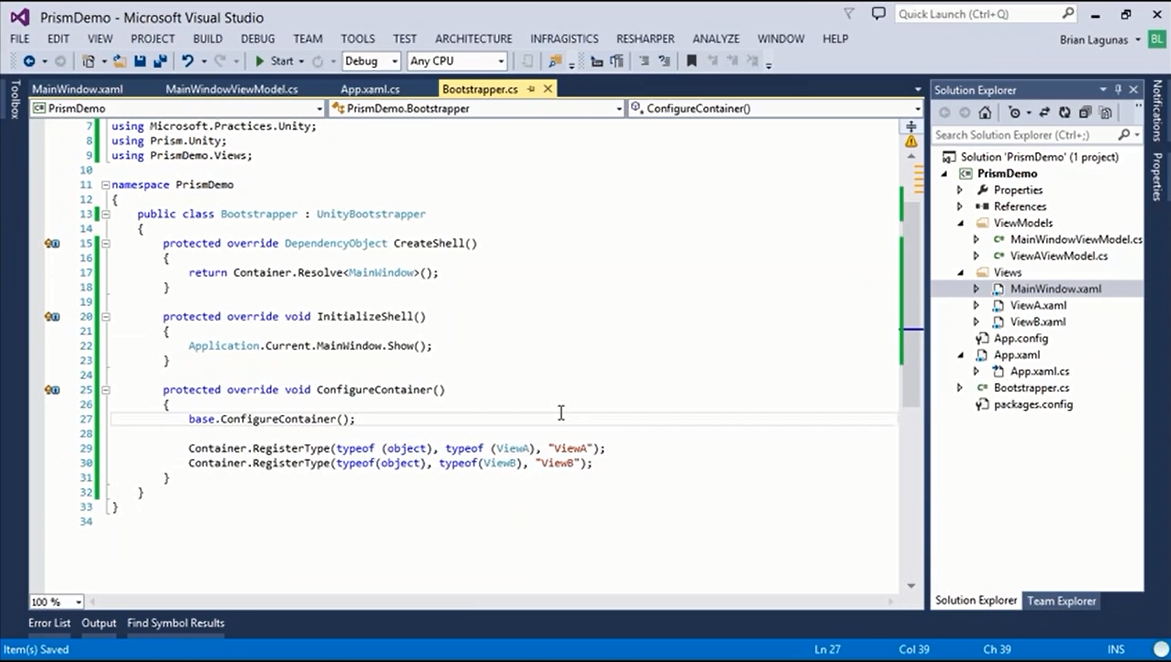 PrismDemo - Microsoft Visual Studio
Quick Launch (Ctrl+Q)
FILE EDIT VIEW PROJECT BUILD DEBUG TEAM TOOLS TEST ARCHITECTURE INFRAGISTICS RESHARPER ANALYZE WINDOW HELP
Brian Lagunas BL
Start Debug Any CPU
Toolbox
MainWindow.xaml MainWindowViewModel.cs App.xaml.cs Bootstrapper.cs
PrismDemo PrismDemo.Bootstrapper ConfigureContainer()
7 using Microsoft.Practices.Unity;
8 using Prism.Unity;
9 using PrismDemo.Views;
10
11 namespace PrismDemo
12 {
13 public class Bootstrapper : UnityBootstrapper
14 {
15 protected override DependencyObject CreateShell()
16 {
17 return Container.Resolve<MainWindow>();
18 }
19
20 protected override void InitializeShell()
21 {
22 Application.Current.MainWindow.Show();
23 }
24
25 protected override void ConfigureContainer()
26 {
27 base.ConfigureContainer();
28
29 Container.RegisterType(typeof (object), typeof (ViewA), "ViewA");
30 Container.RegisterType(typeof(object), typeof(ViewB), "ViewB");
31 }
32 }
33 }
34
100 %
Solution Explorer
Search Solution Explorer (Ctrl+;)
Solution 'PrismDemo' (1 project)
PrismDemo
Properties
References
ViewModels
MainWindowViewModel.cs
ViewAViewModel.cs
Views
MainWindow.xaml
ViewA.xaml
ViewB.xaml
App.config
App.xaml
App.xaml.cs
Bootstrapper.cs
packages.config
Solution Explorer Team Explorer
Notifications
Properties
Error List Output Find Symbol Results
Item(s) Saved Ln 27 Col 39 Ch 39 INS